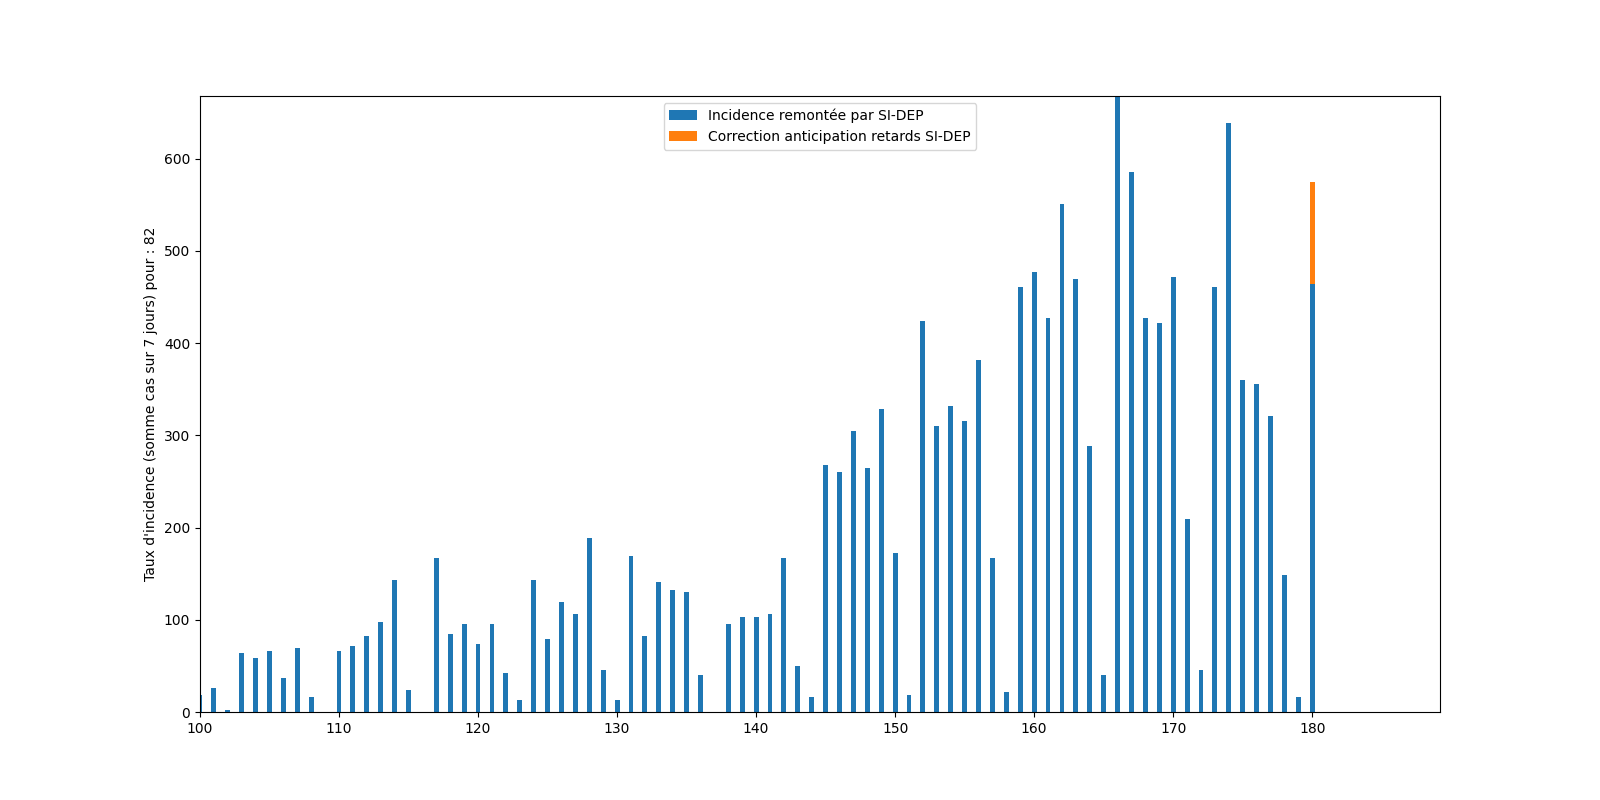 Incidence remontée par SI-DEP
Correction anticipation retards SI-DEP
Taux d'incidence (somme cas sur 7 jours) pour : 82
600
500
400
300
200
100
0
100 110 120 130 140 150 160 170 180